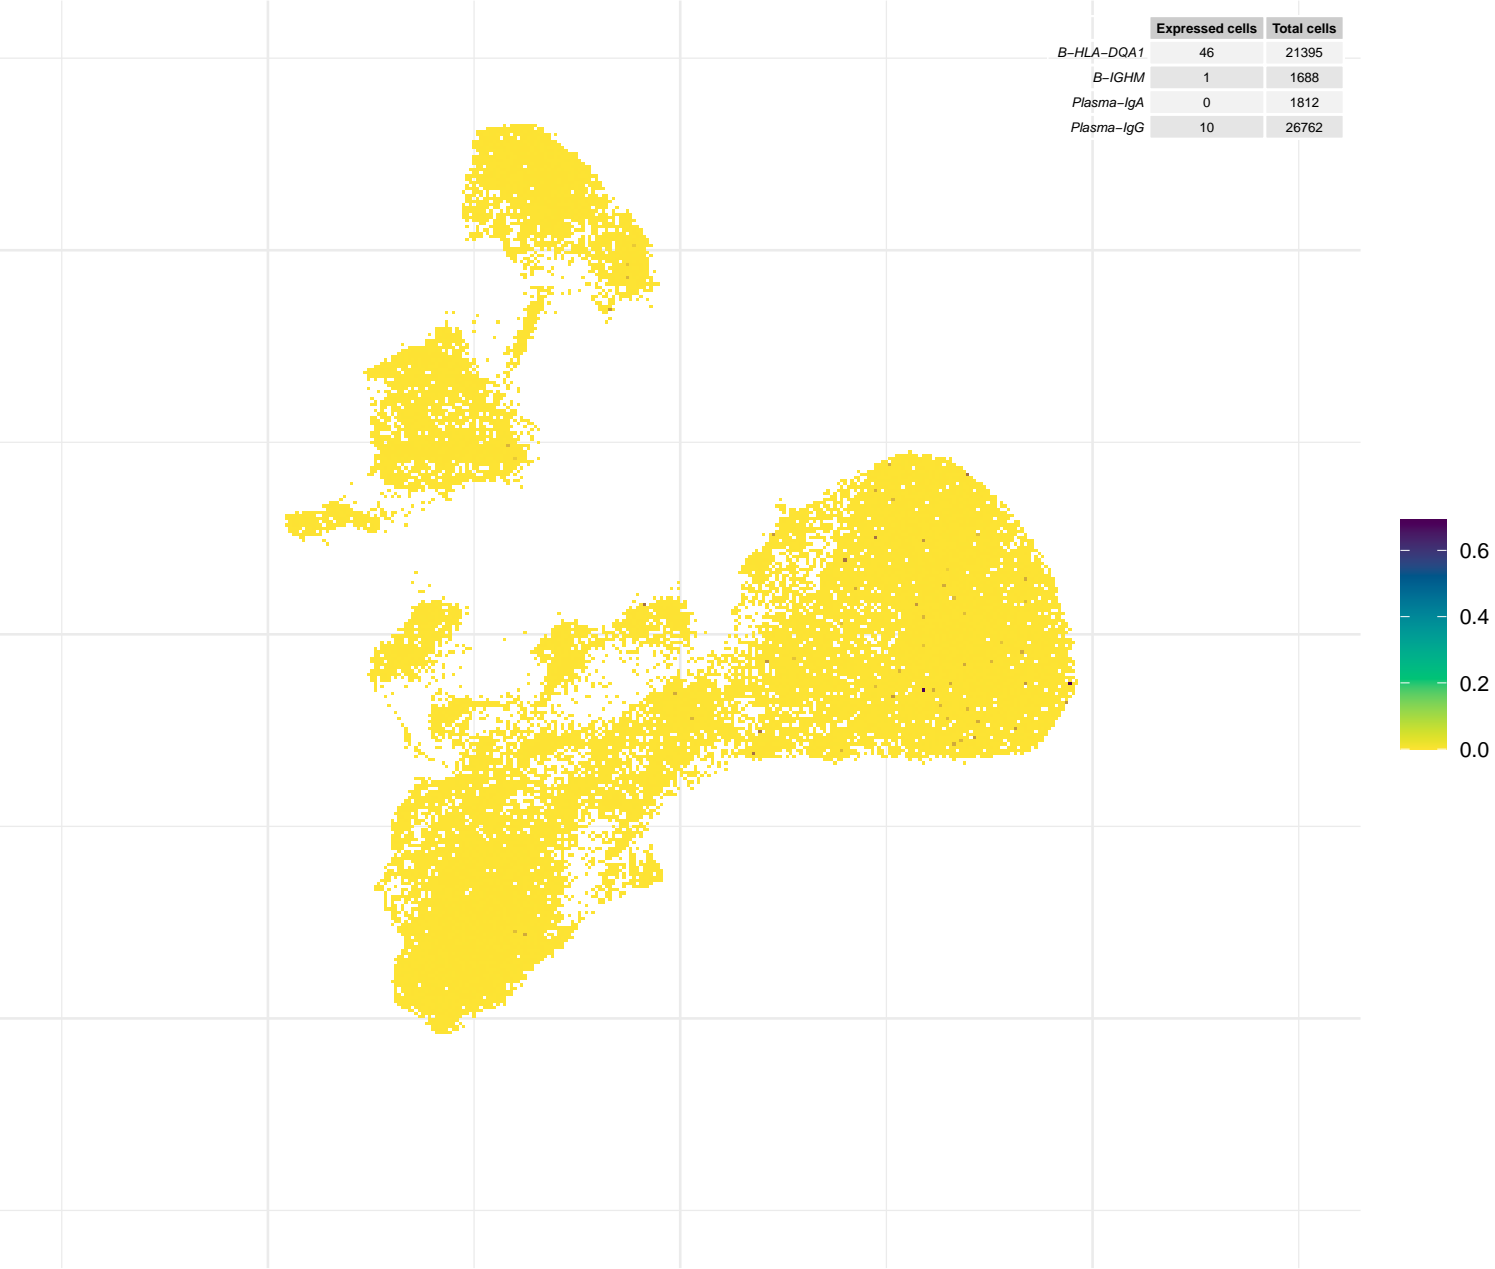 Expressed cells Total cells
B−HLA−DQA1 46 21395
B−IGHM 1 1688
Plasma−IgA 0 1812
Plasma−IgG 10 26762
0.6
0.4
0.2
0.0